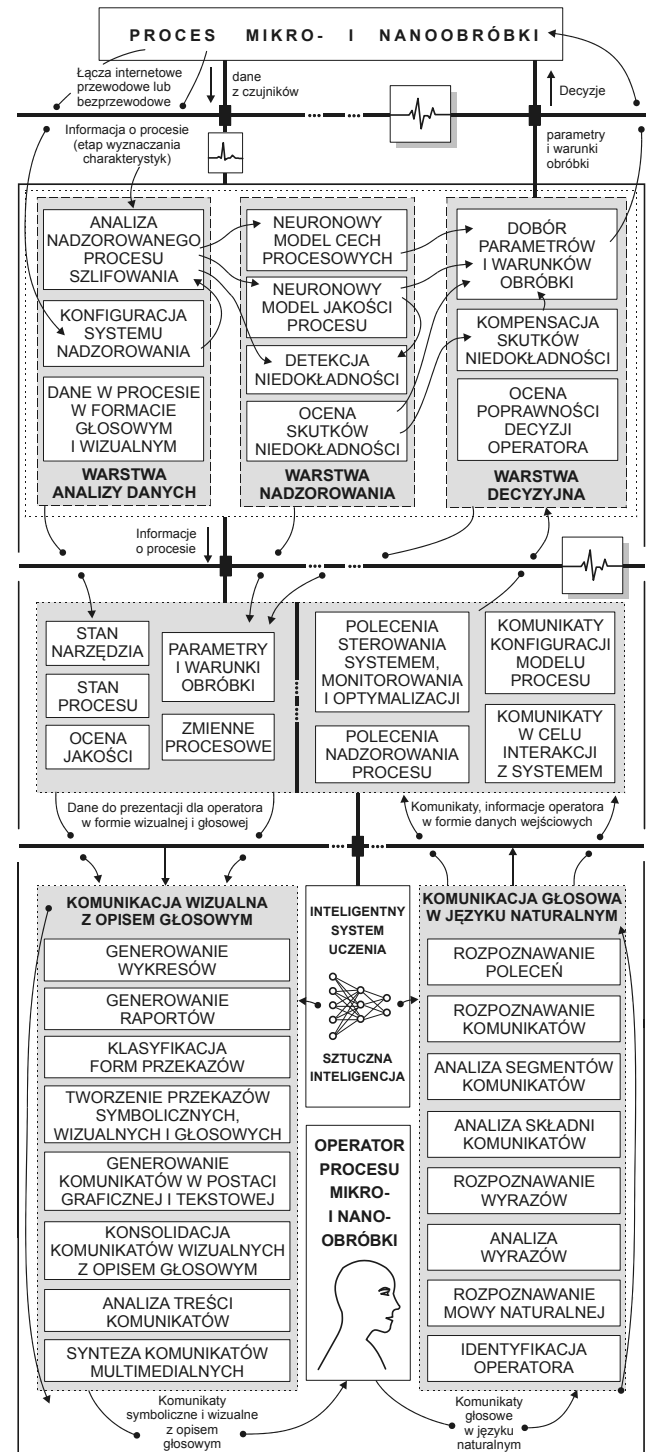 PROCES MIKRO- I NANOOBRÓBKI
Łącza internetowe
przewodowe lub
bezprzewodowe
dane
z czujników
Decyzje
Informacja o procesie
(etap wyznaczania
charakterystyk)
parametry
i warunki
obróbki
ANALIZA
NADZOROWANEGO
PROCESU
SZLIFOWANIA
KONFIGURACJA
SYSTEMU
NADZOROWANIA
DANE W PROCESIE
W FORMACIE
GŁOSOWYM
I WIZUALNYM
WARSTWA
ANALIZY DANYCH
NEURONOWY
MODEL CECH
PROCESOWYCH
NEURONOWY
MODEL JAKOŚCI
PROCESU
DETEKCJA
NIEDOKŁADNOŚCI
OCENA
SKUTKÓW
NIEDOKŁADNOŚCI
WARSTWA
NADZOROWANIA
DOBÓR
PARAMETRÓW
I WARUNKÓW
OBRÓBKI
KOMPENSACJA
SKUTKÓW
NIEDOKŁADNOŚCI
OCENA
POPRAWNOŚCI
DECYZJI
OPERATORA
WARSTWA
DECYZYJNA
Informacje
o procesie
STAN
NARZĘDZIA
STAN
PROCESU
OCENA
JAKOŚCI
PARAMETRY
I WARUNKI
OBRÓBKI
ZMIENNE
PROCESOWE
POLECENIA
STEROWANIA
SYSTEMEM,
MONITOROWANIA
I OPTYMALIZACJI
POLECENIA
NADZOROWANIA
PROCESU
KOMUNIKATY
KONFIGURACJI
MODELU
PROCESU
KOMUNIKATY
W CELU
INTERAKCJI
Z SYSTEMEM
Dane do prezentacji dla operatora
w formie wizualnej i głosowej
Komunikaty, informacje operatora
w formie danych wejściowych
KOMUNIKACJA WIZUALNA
Z OPISEM GŁOSOWYM
GENEROWANIE
WYKRESÓW
GENEROWANIE
RAPORTÓW
KLASYFIKACJA
FORM PRZEKAZÓW
TWORZENIE PRZEKAZÓW
SYMBOLICZNYCH,
WIZUALNYCH I GŁOSOWYCH
GENEROWANIE
KOMUNIKATÓW W POSTACI
GRAFICZNEJ I TEKSTOWEJ
KONSOLIDACJA
KOMUNIKATÓW WIZUALNYCH
Z OPISEM GŁOSOWYM
ANALIZA TREŚCI
KOMUNIKATÓW
SYNTEZA KOMUNIKATÓW
MULTIMEDIALNYCH
INTELIGENTNY
SYSTEM
UCZENIA
SZTUCZNA
INTELIGENCJA
OPERATOR
PROCESU
MIKRO-
I NANO-
OBRÓBKI
KOMUNIKACJA GŁOSOWA
W JĘZYKU NATURALNYM
ROZPOZNAWANIE
POLECEŃ
ROZPOZNAWANIE
KOMUNIKATÓW
ANALIZA SEGMENTÓW
KOMUNIKATÓW
ANALIZA SKŁADNI
KOMUNIKATÓW
ROZPOZNAWANIE
WYRAZÓW
ANALIZA
WYRAZÓW
ROZPOZNAWANIE
MOWY NATURALNEJ
IDENTYFIKACJA
OPERATORA
Komunikaty
symboliczne i wizualne
z opisem
głosowym
Komunikaty
głosowe
w języku
naturalnym